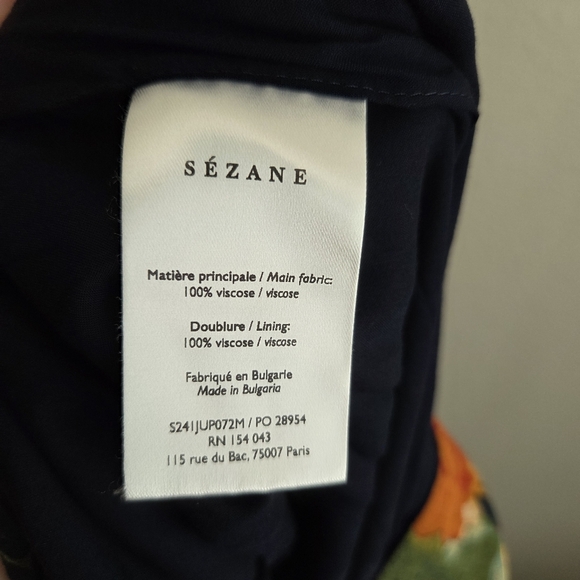 SÉZANE
Matière principale / Main fabric:
100% viscose / viscose
Doublure / Lining:
100% viscose / viscose
Fabriqué en Bulgarie
Made in Bulgaria
S241JUP072M / PO 28954
RN 154 043
115 rue du Bac, 75007 Paris